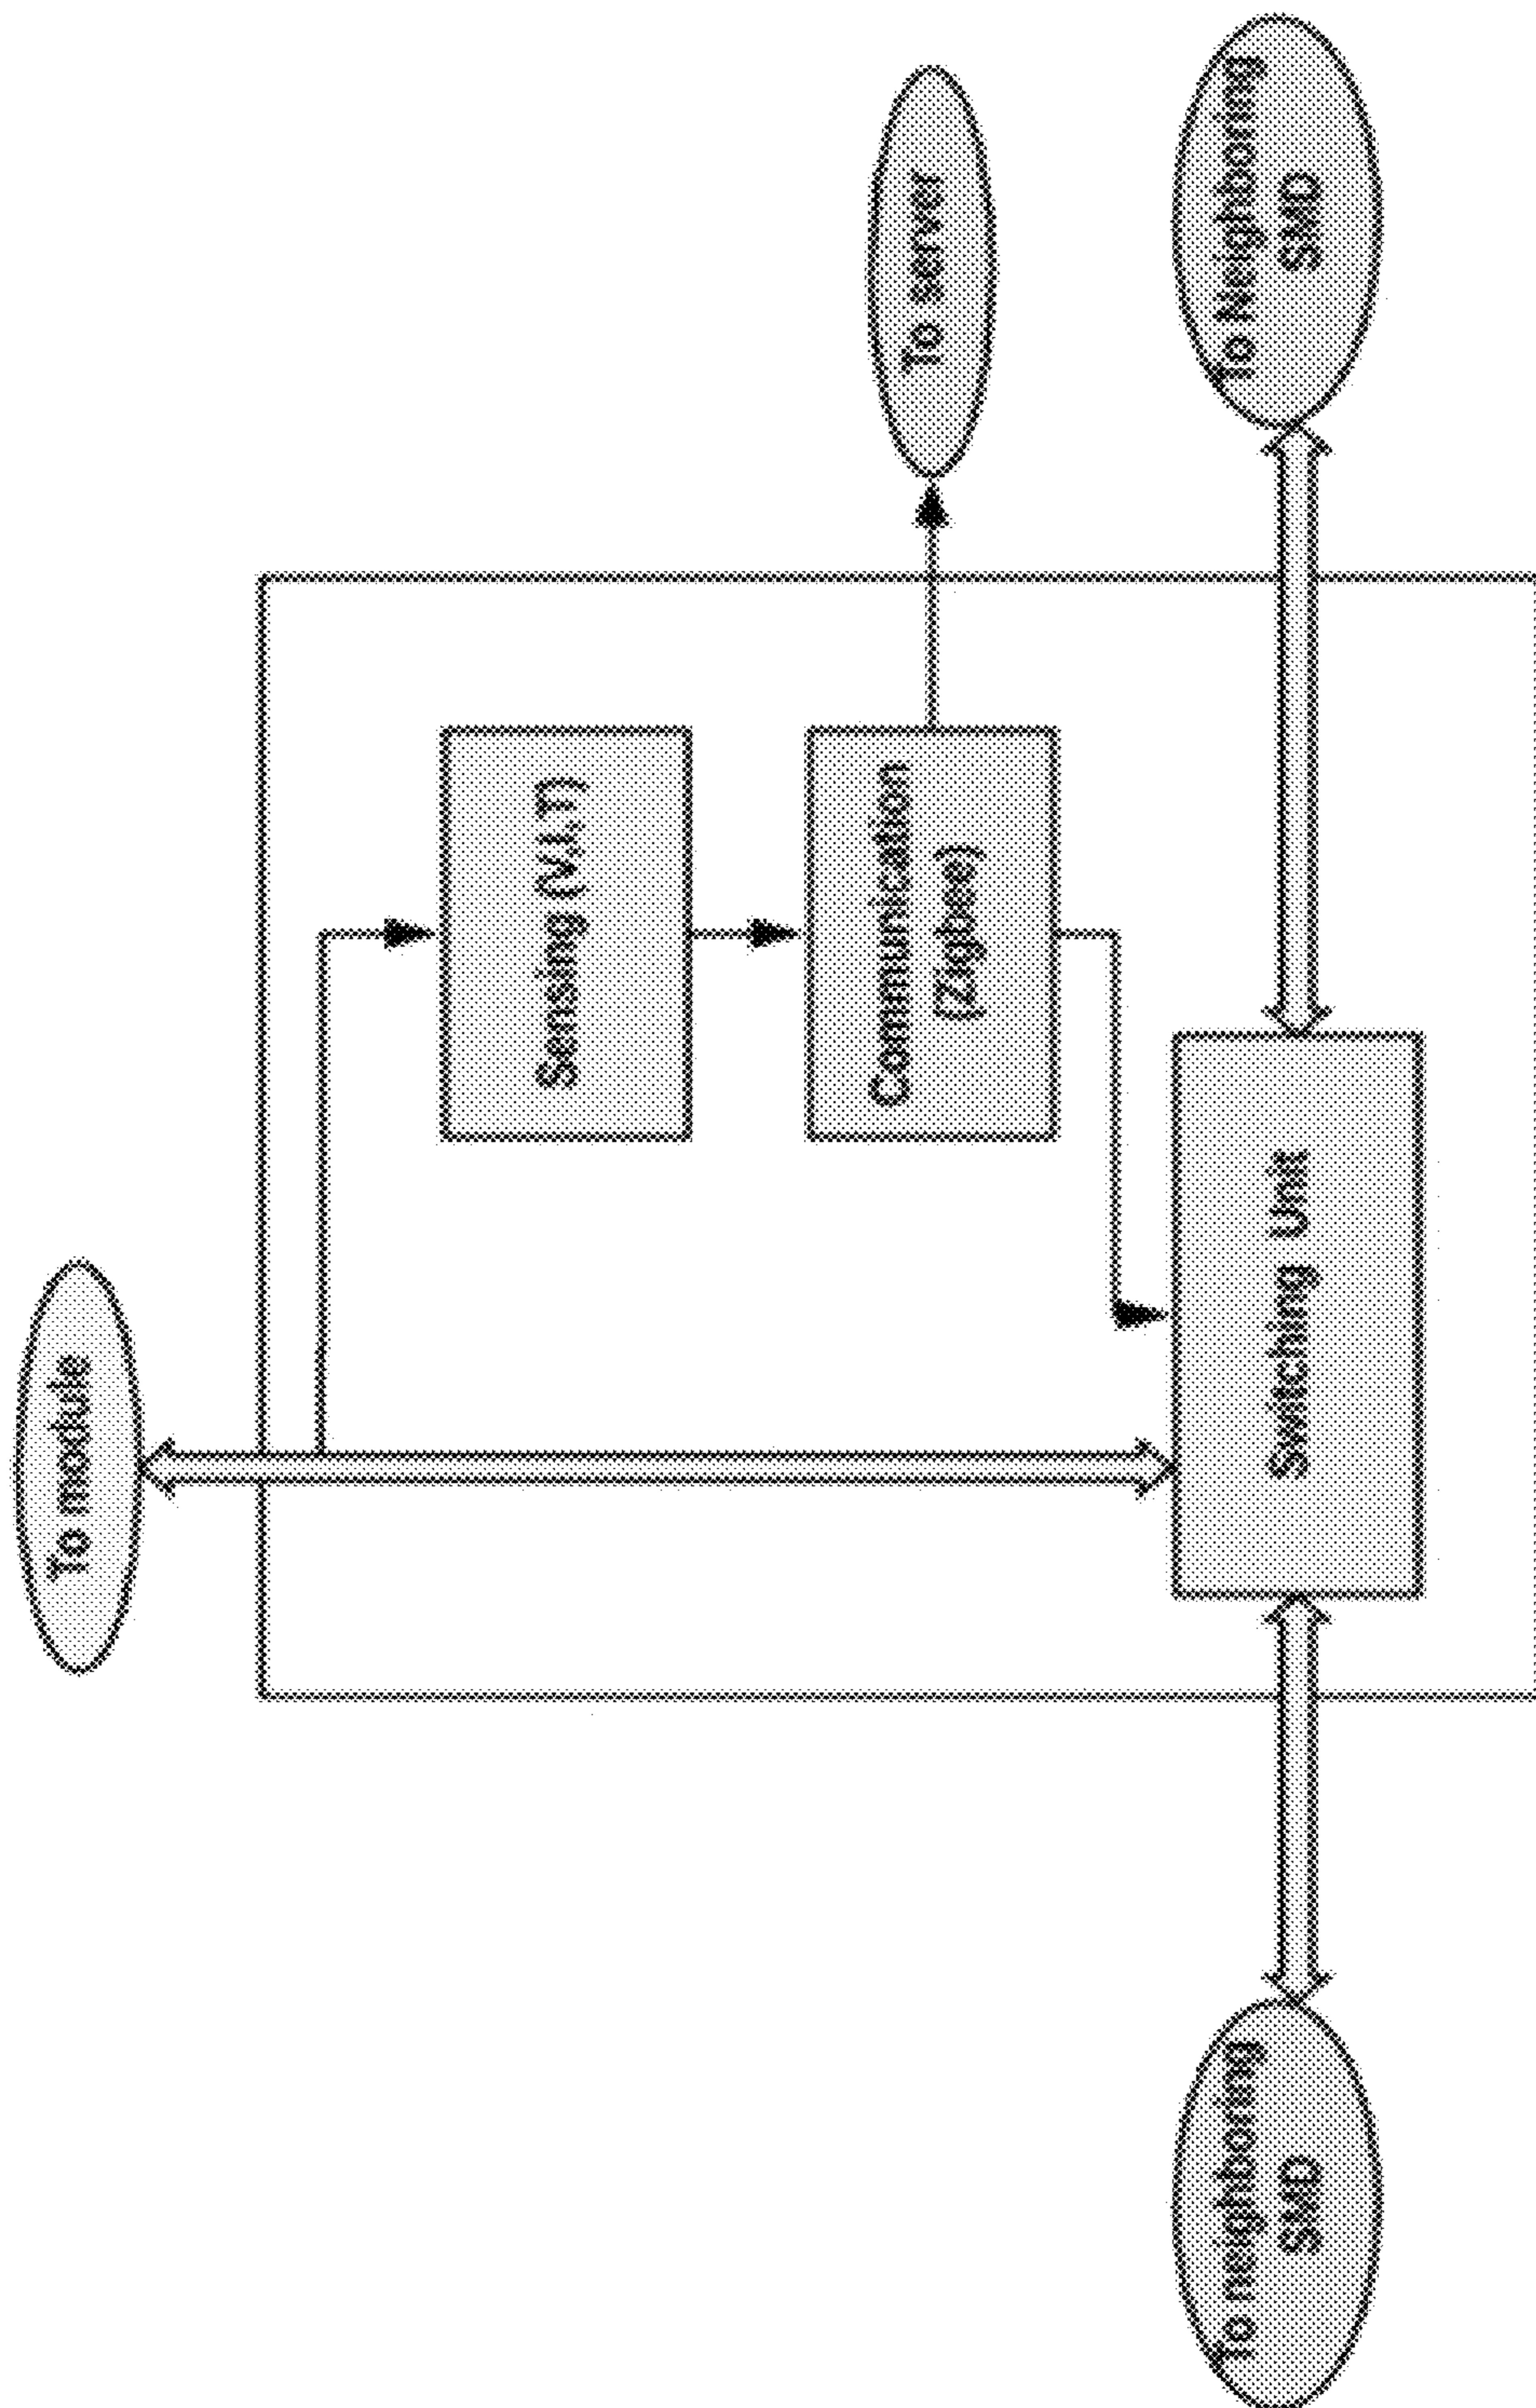 To module
Sensing (V,I,T)
Communication
(Zigbee)
To server
Switching Unit
To neighboring
SMD
To Neighboring
SMD